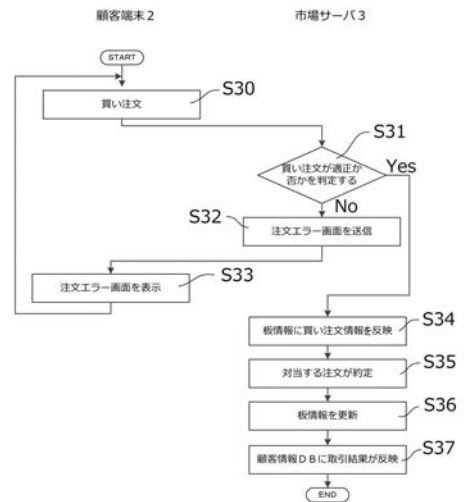 顧客端末2
市場サーバ3
START
買い注文
S30
S31
買い注文が適正か
否かを判定する
Yes
No
S32
注文エラー画面を送信
S33
注文エラー画面を表示
S34
板情報に買い注文情報を反映
S35
対当する注文が約定
S36
板情報を更新
S37
顧客情報DBに取引結果が反映
END